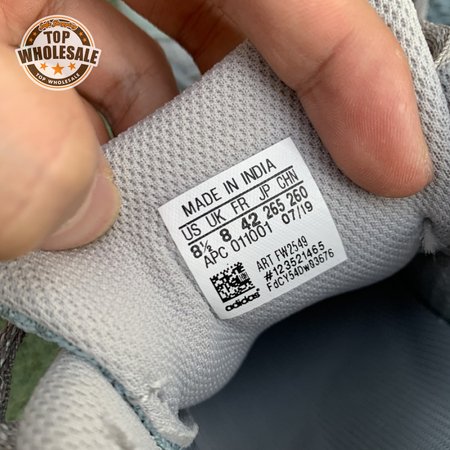 TOP
WHOLESALE
TOP WHOLESALE
MADE IN INDIA
US UK FR JP CHN
8½ 8 42 265 260
APC 011001 07/19
ART FW2549
#123521465
FdCY54DW83676
adidas